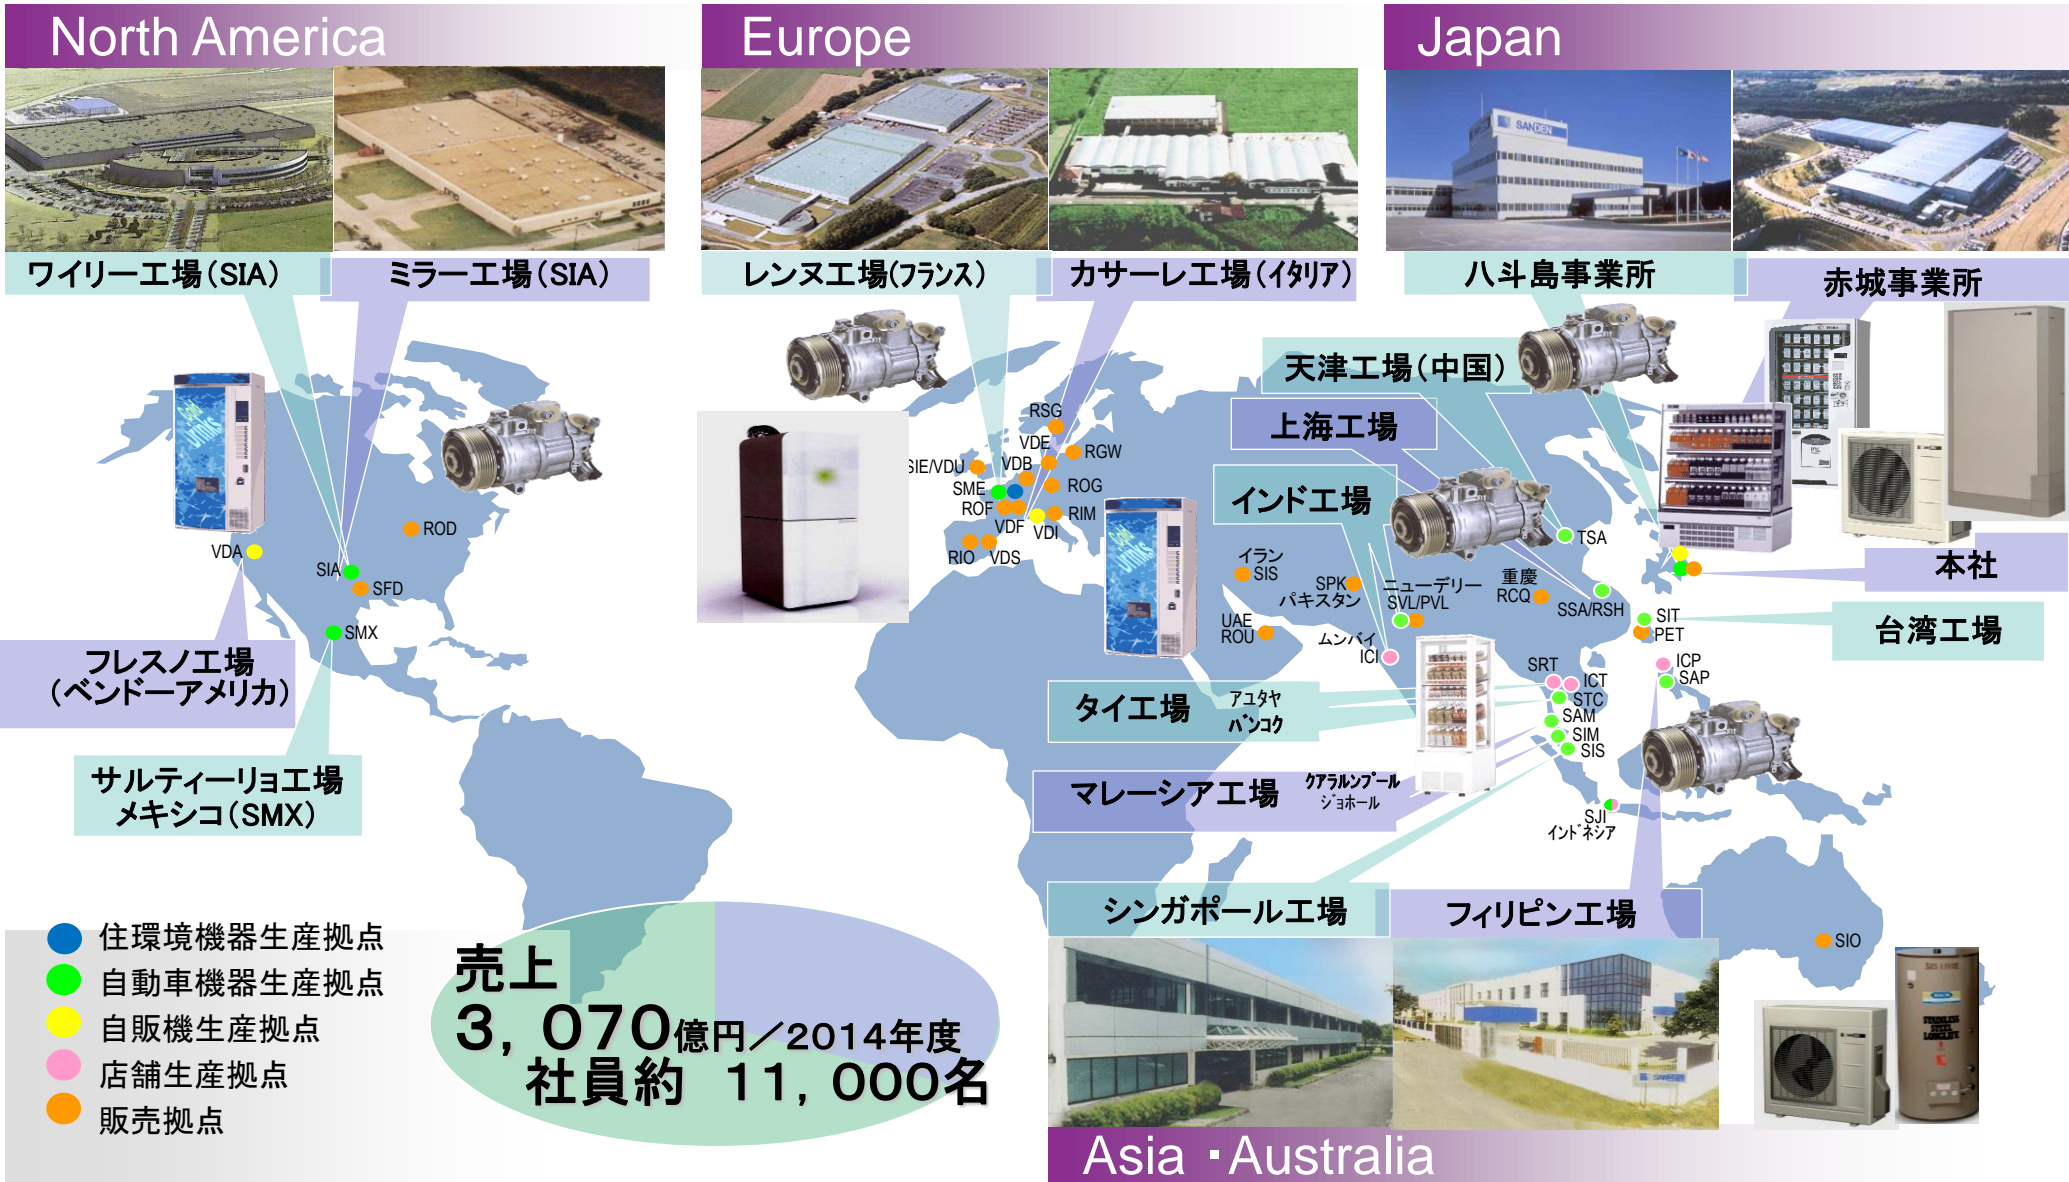 North America
Europe
Japan
SANDEN
ワイリー工場（SIA）
ミラー工場（SIA）
レンヌ工場(フランス)
カサーレ工場（イタリア）
八斗島事業所
赤城事業所
天津工場（中国）
上海工場
インド工場
RSG
VDE
RGW
SIE/VDU
VDB
SME
ROG
ROF
VDF
VDI
RIM
RIO
VDS
ROD
VDA
SIA
SFD
SMX
イラン
SIS
SPK
パキスタン
ニューデリー
SVL/PVL
重慶
RCQ
TSA
SSA/RSH
UAE
ROU
ムンバイ
ICI
SIT
PET
ICP
SAP
SRT
ICT
STC
SAM
SIM
SIS
SJI
インドネシア
SIO
本社
台湾工場
フレスノ工場
（ベンドーアメリカ）
サルティーリョ工場
メキシコ（SMX）
タイ工場
アユタヤ
バンコク
マレーシア工場
クアラルンプール
ジョホール
シンガポール工場
フィリピン工場
住環境機器生産拠点
自動車機器生産拠点
自販機生産拠点
店舗生産拠点
販売拠点
売上
３，０７０億円／２０１４年度
社員約　１１，０００名
STAINLESS
STEEL
LONGLIFE
Asia ・Australia